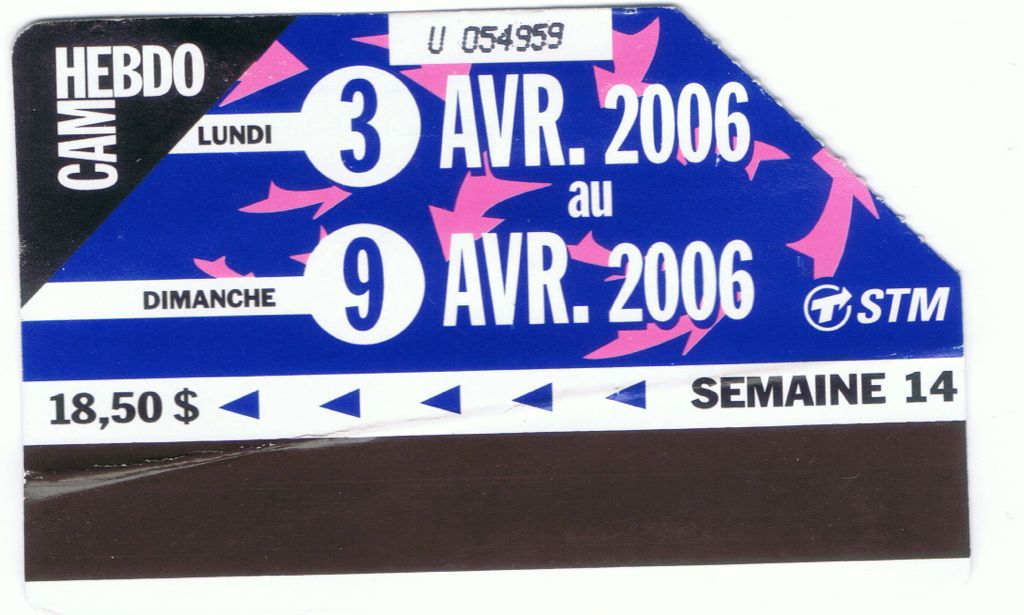 U 054959
CAM HEBDO
LUNDI 3 AVR. 2006
au
DIMANCHE 9 AVR. 2006
STM
18,50 $ SEMAINE 14